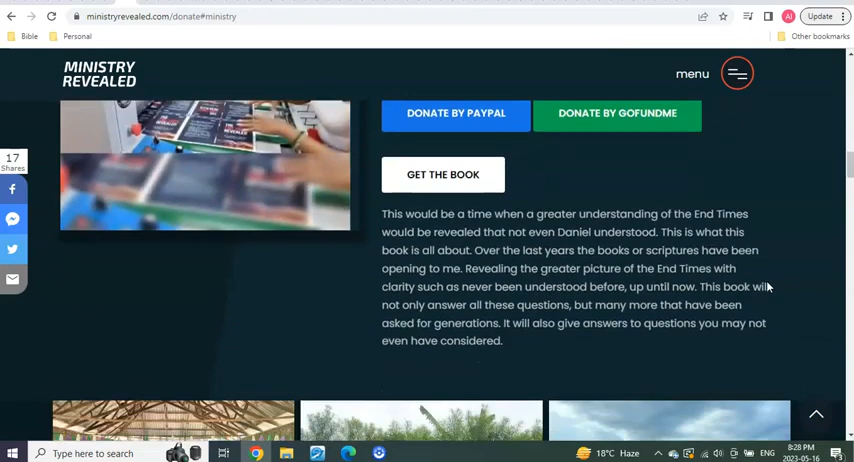 ministryrevealed.com/donate#ministry
AI
Update
Bible
Personal
Other bookmarks
MINISTRY
REVEALED
menu
DONATE BY PAYPAL
DONATE BY GOFUNDME
GET THE BOOK
17
Shares
This would be a time when a greater understanding of the End Times
would be revealed that not even Daniel understood. This is what this
book is all about. Over the last years the books or scriptures have been
opening to me. Revealing the greater picture of the End Times with
clarity such as never been understood before, up until now. This book will
not only answer all these questions, but many more that have been
asked for generations. It will also give answers to questions you may not
even have considered.
Type here to search
18°C Haze
ENG
8:28 PM
2023-05-16
3